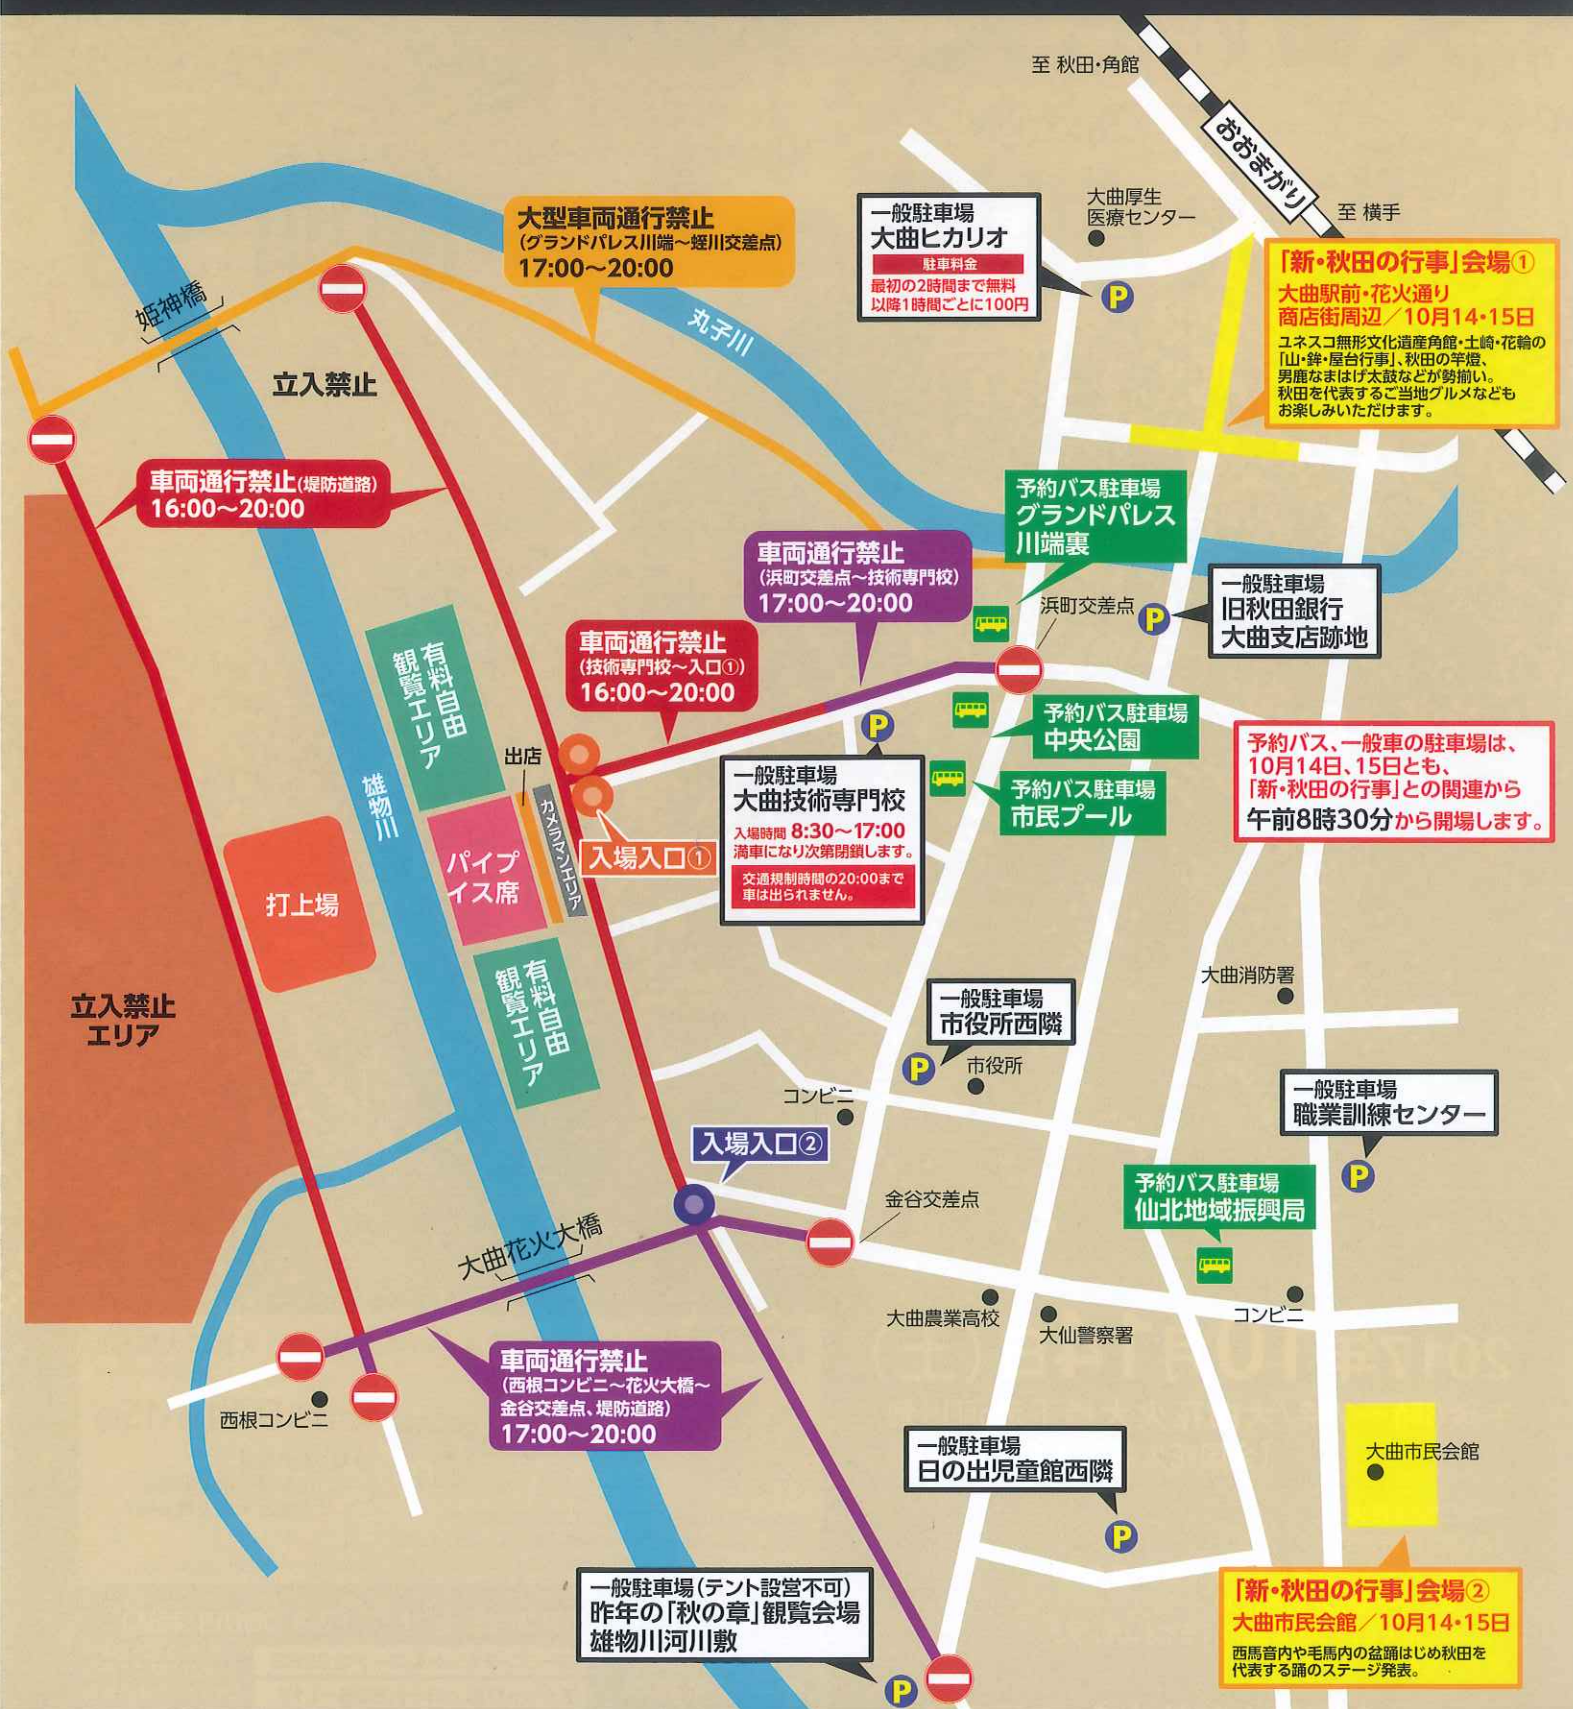 至 秋田・角館
おおまがり
至 横手
大曲厚生
医療センター
一般駐車場
大曲ヒカリオ
駐車料金
最初の2時間まで無料
以降1時間ごとに100円
P
大型車両通行禁止
(グランドパレス川端〜蛭川交差点)
17:00〜20:00
「新・秋田の行事」会場①
大曲駅前・花火通り
商店街周辺／10月14・15日
ユネスコ無形文化遺産角館・土崎・花輪の
「山・鉾・屋台行事」、秋田の竿燈、
男鹿なまはげ太鼓などが勢揃い。
秋田を代表するご当地グルメなども
お楽しみいただけます。
姫神橋
丸子川
立入禁止
車両通行禁止(堤防道路)
16:00〜20:00
予約バス駐車場
グランドパレス
川端裏
車両通行禁止
(浜町交差点〜技術専門校)
17:00〜20:00
浜町交差点
P
一般駐車場
旧秋田銀行
大曲支店跡地
車両通行禁止
(技術専門校〜入口①)
16:00〜20:00
有料自由
観覧エリア
予約バス駐車場
中央公園
P
一般駐車場
大曲技術専門校
入場時間 8:30〜17:00
満車になり次第閉鎖します。
交通規制時間の20:00まで
車は出られません。
予約バス駐車場
市民プール
予約バス、一般車の駐車場は、
10月14日、15日とも、
「新・秋田の行事」との関連から
午前8時30分から開場します。
出店
カメラマンエリア
雄物川
入場入口①
パイプ
イス席
打上場
有料自由
観覧エリア
立入禁止
エリア
一般駐車場
市役所西隣
P
市役所
大曲消防署
コンビニ
一般駐車場
職業訓練センター
P
入場入口②
金谷交差点
予約バス駐車場
仙北地域振興局
大曲花火大橋
大曲農業高校
大仙警察署
コンビニ
車両通行禁止
(西根コンビニ〜花火大橋〜
金谷交差点、堤防道路)
17:00〜20:00
西根コンビニ
一般駐車場
日の出児童館西隣
P
大曲市民会館
一般駐車場(テント設営不可)
昨年の「秋の章」観覧会場
雄物川河川敷
P
「新・秋田の行事」会場②
大曲市民会館／10月14・15日
西馬音内や毛馬内の盆踊はじめ秋田を
代表する踊のステージ発表。